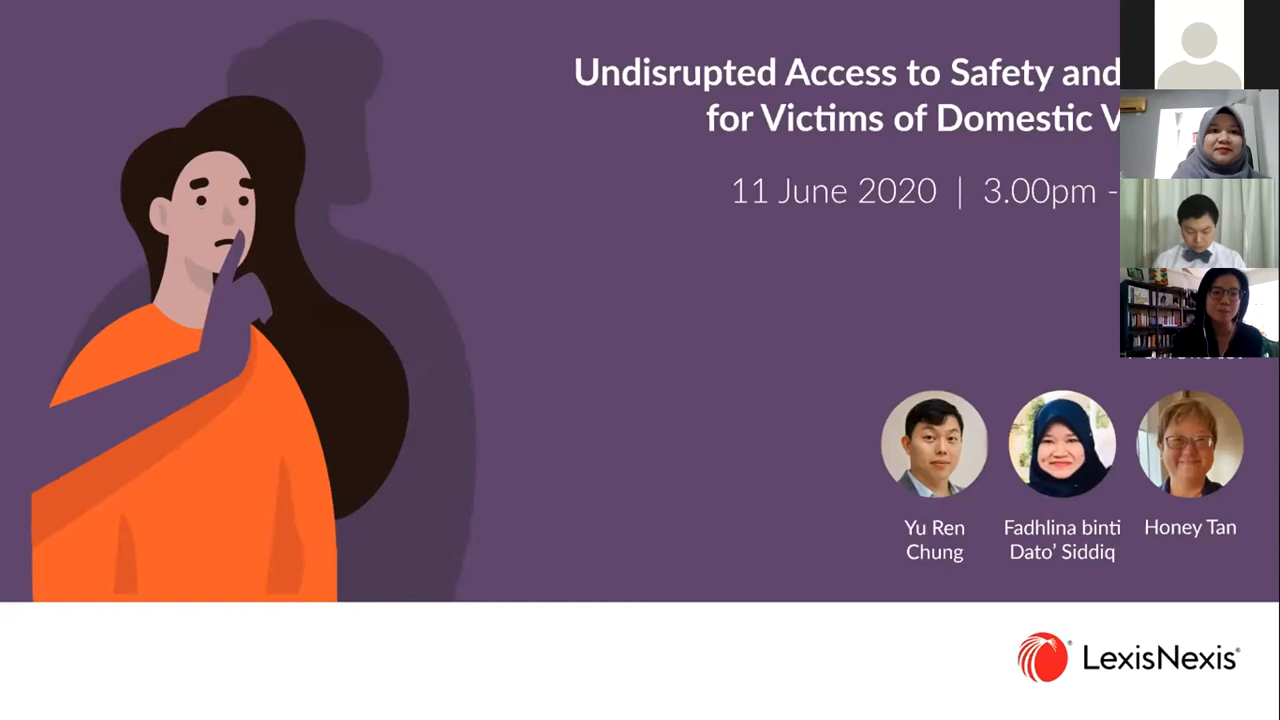 Undisrupted Access to Safety and
for Victims of Domestic
11 June 2020 | 3.00pm -
Yu Ren
Chung
Fadhlina binti
Dato' Siddiq
Honey Tan
LexisNexis®